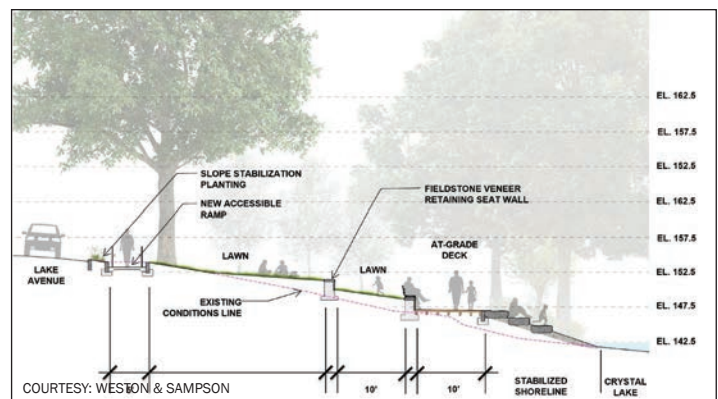 EL. 162.5
EL. 157.5
EL. 152.5
EL. 162.5
EL. 157.5
EL. 152.5
EL. 147.5
EL. 142.5
SLOPE STABILIZATION
PLANTING
NEW ACCESSIBLE
RAMP
FIELDSTONE VENEER
RETAINING SEAT WALL
AT-GRADE
DECK
LAWN
LAWN
LAKE
AVENUE
EXISTING
CONDITIONS LINE
10'
10'
STABILIZED
SHORELINE
CRYSTAL
LAKE
COURTESY: WESTON & SAMPSON